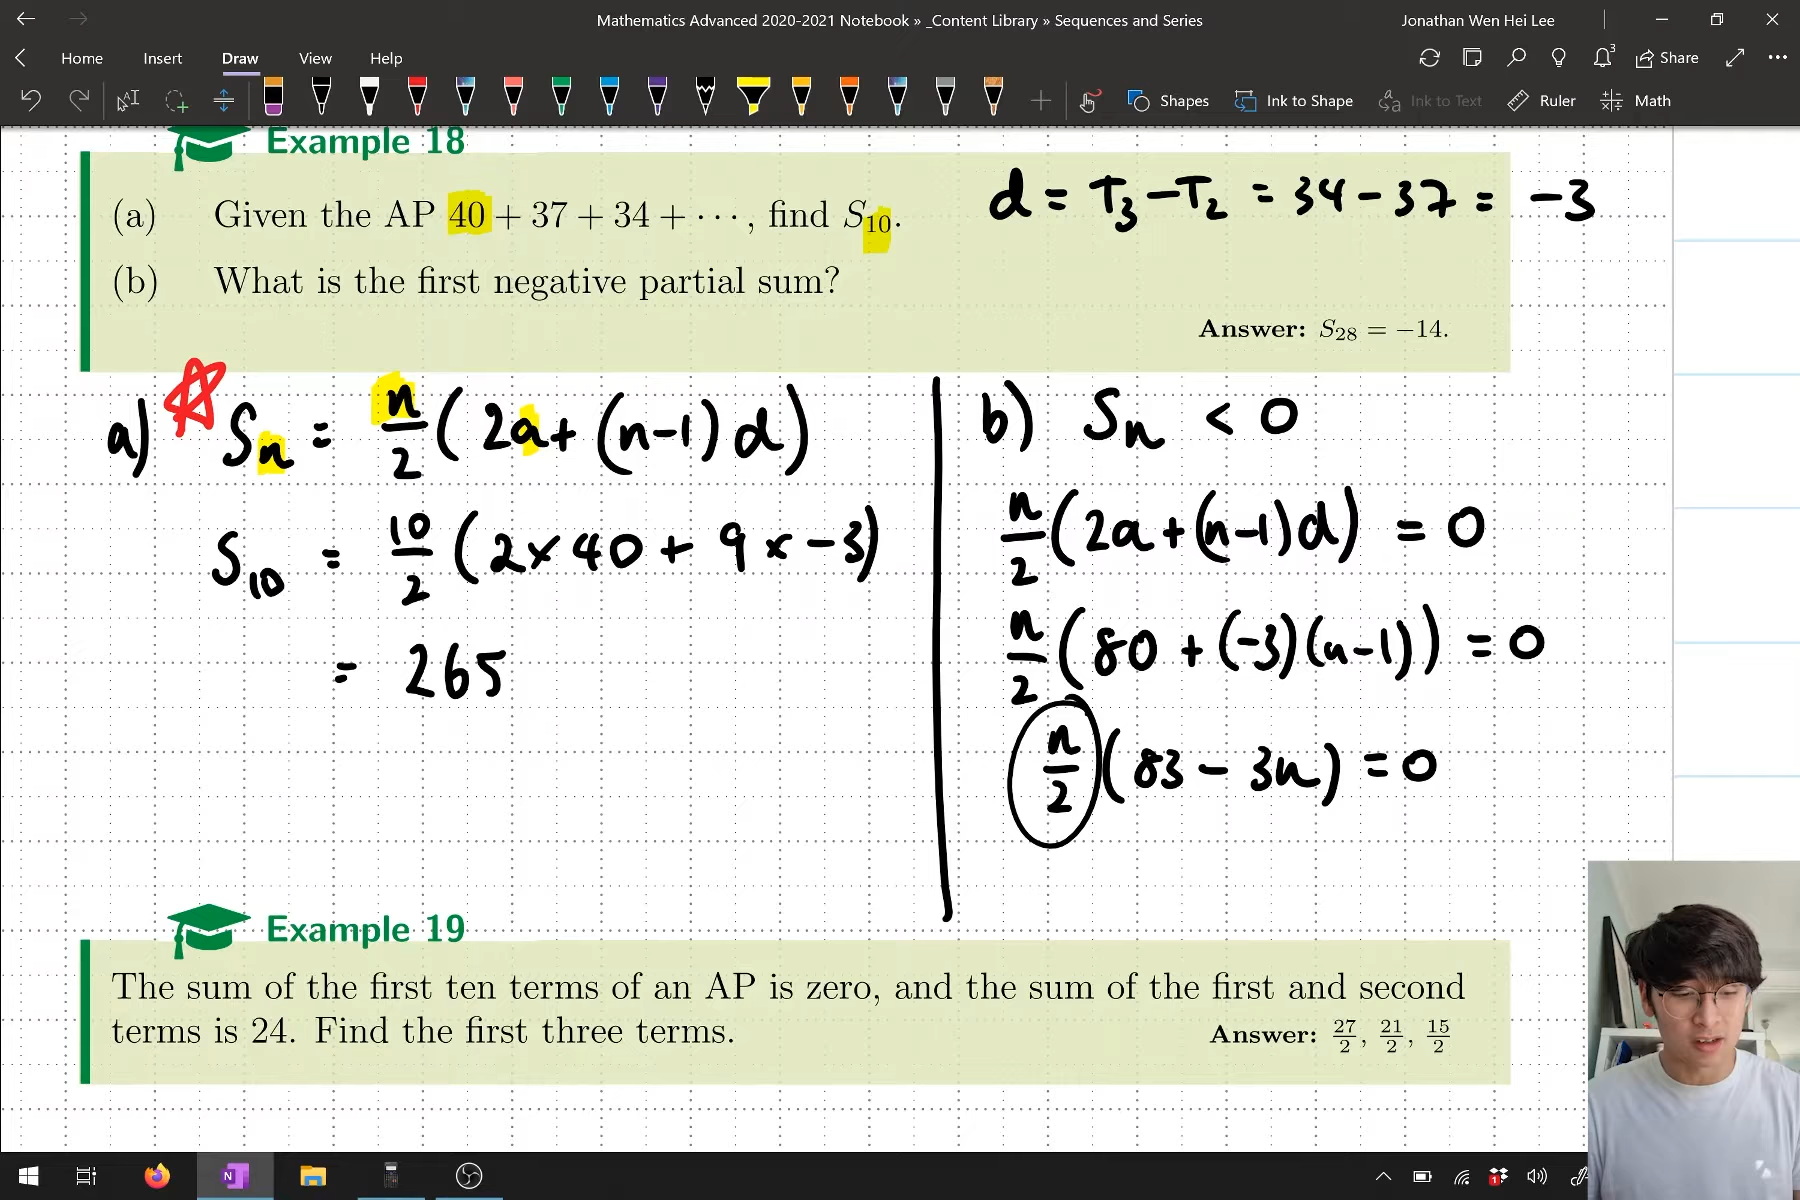 Mathematics Advanced 2020-2021 Notebook » _Content Library » Sequences and Series
Jonathan Wen Hei Lee
Home Insert Draw View Help
3 Share
Shapes Ink to Shape Ink to Text Ruler Math
Example 18
(a) Given the AP 40 + 37 + 34 + ⋯, find S₁₀.
d = T₃ − T₂ = 34 − 37 = −3
(b) What is the first negative partial sum?
Answer: S₂₈ = −14.
a) Sₙ = n/2 (2a + (n−1)d)
S₁₀ = 10/2 (2×40 + 9×−3)
= 265
b) Sₙ < 0
n/2 (2a + (n−1)d) = 0
n/2 (80 + (−3)(n−1)) = 0
n/2 (83 − 3n) = 0
Example 19
The sum of the first ten terms of an AP is zero, and the sum of the first and second
terms is 24. Find the first three terms.
Answer: 27/2, 21/2, 15/2
N
1